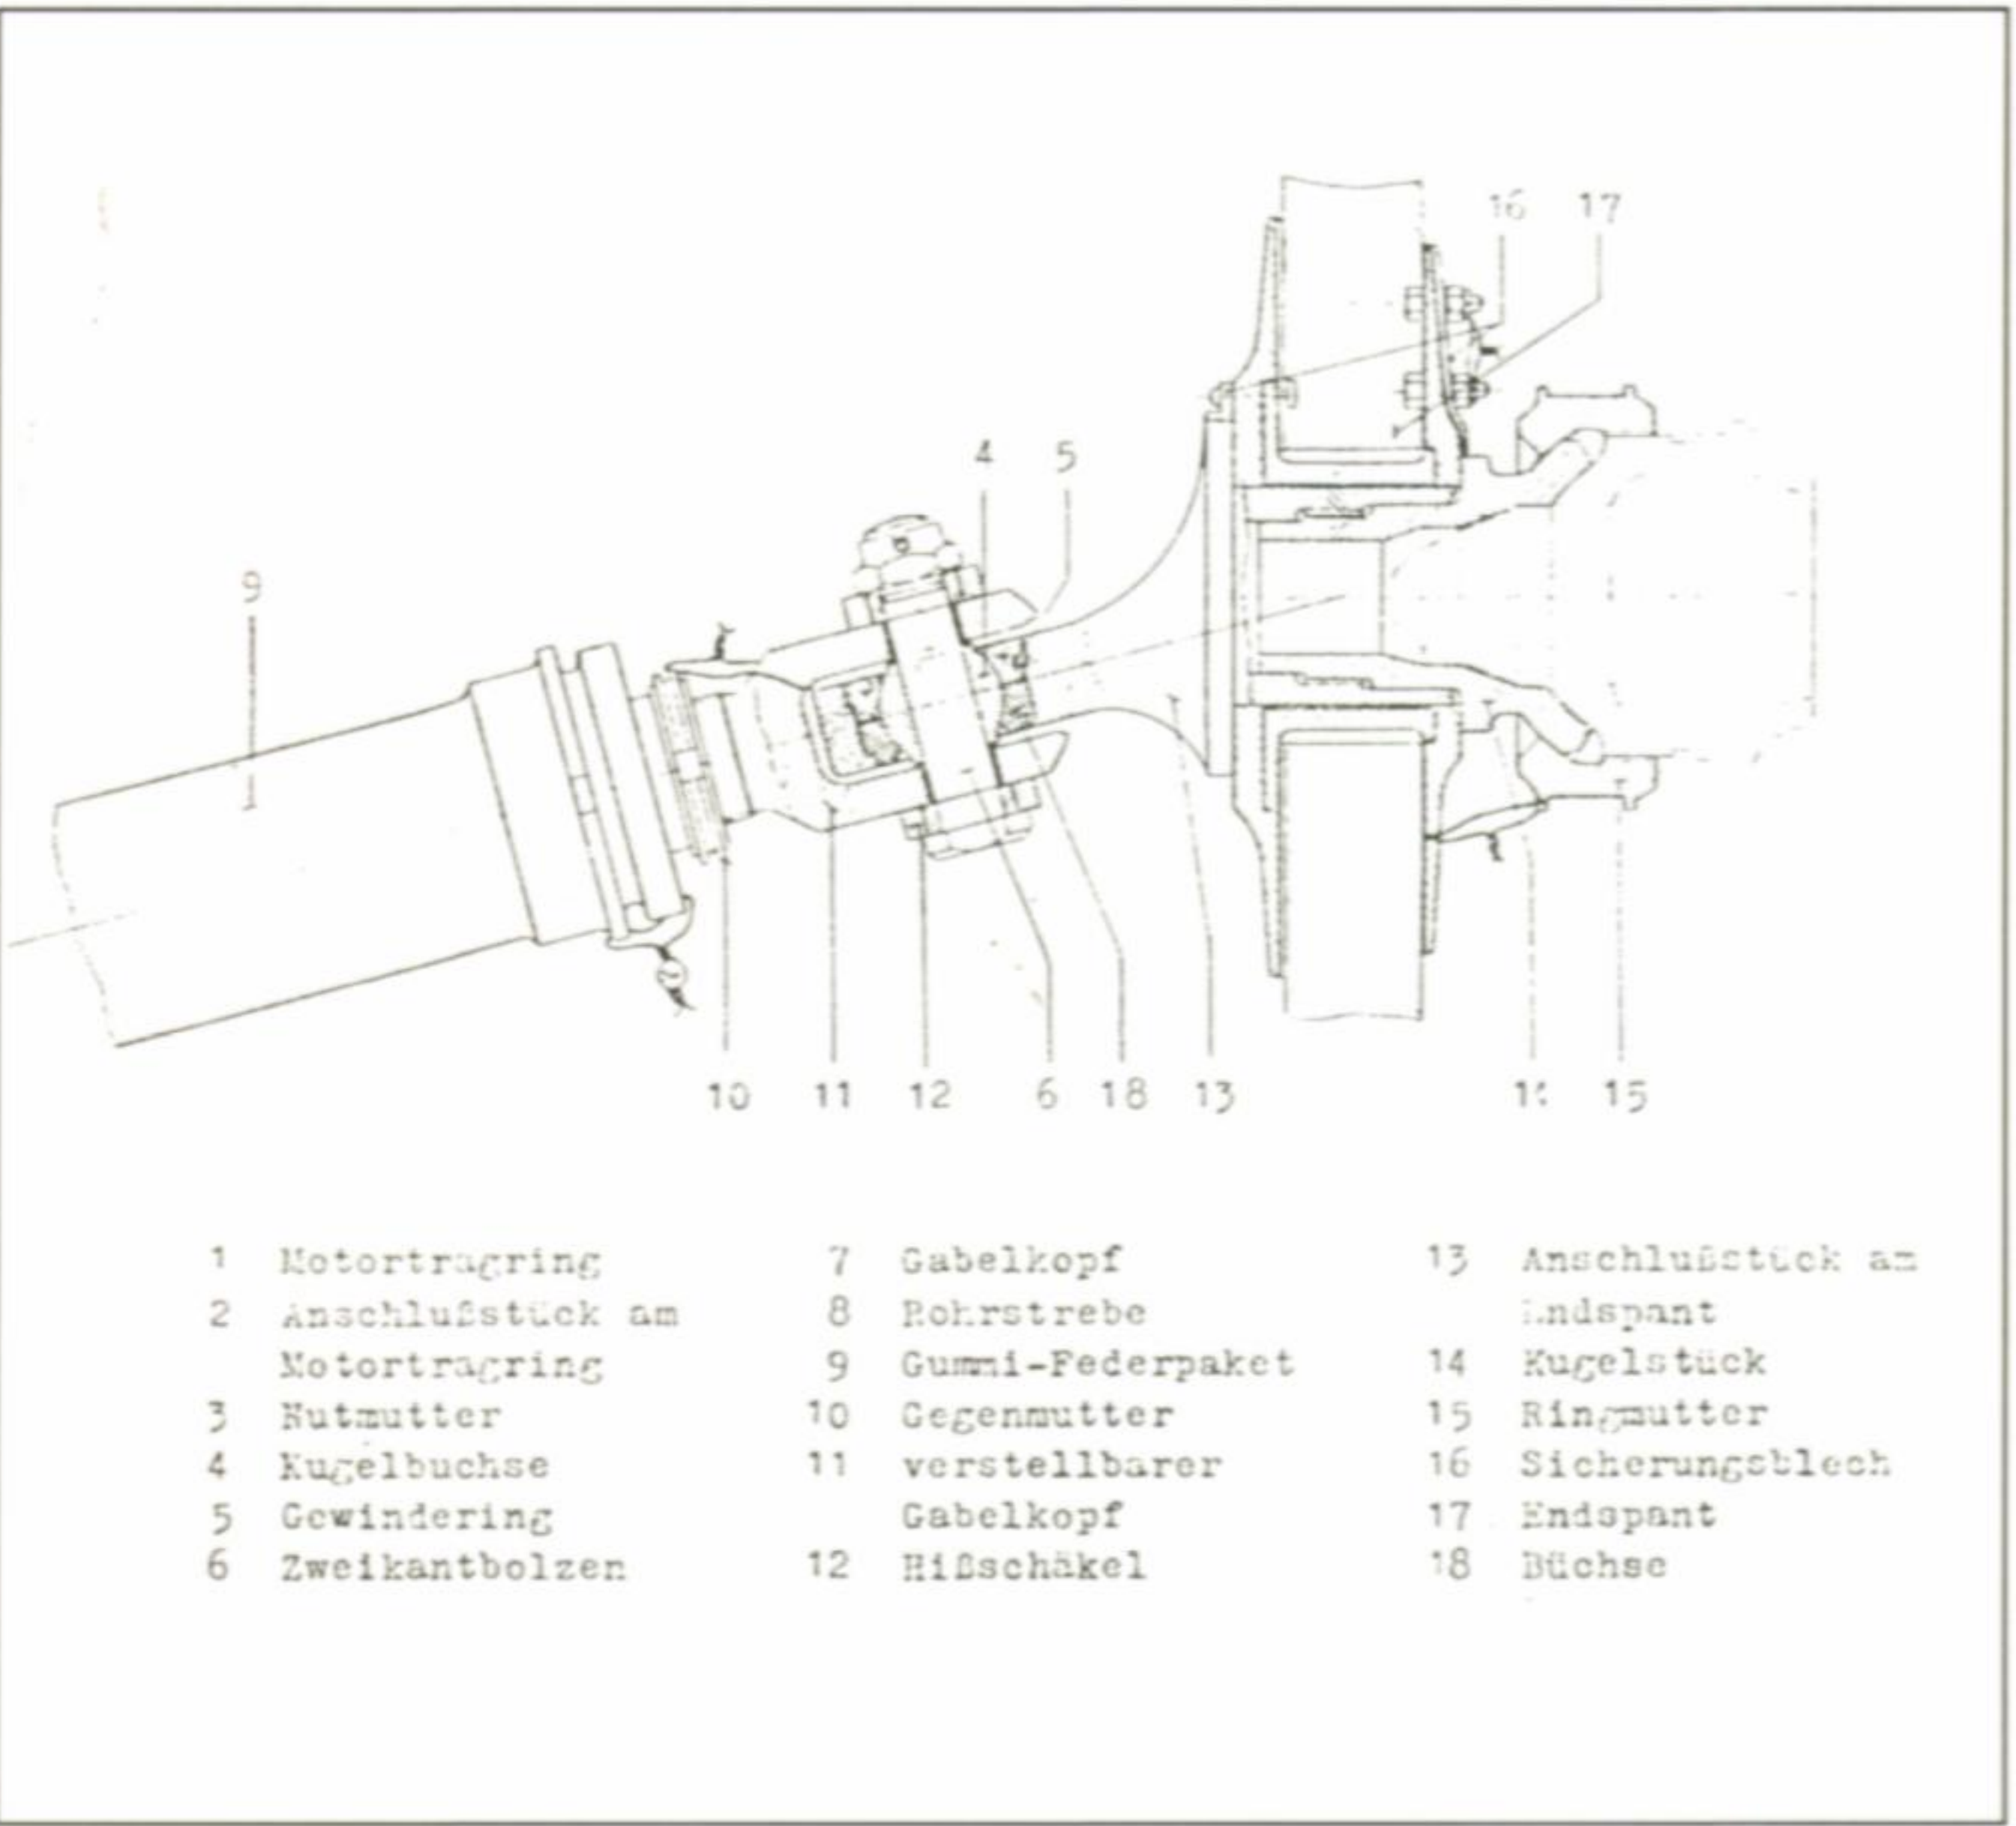 16 17
4 5
9
10 11 12 6 18 13 15
1 Motortragring
2 Anschlußstück am
Motortragring
3 Nutmutter
4 Kugelbuchse
5 Gewindering
6 Zweikantbolzen
7 Gabelkopf
8 Rohrstrebe
9 Gummi-Federpaket
10 Gegenmutter
11 verstellbarer
Gabelkopf
12 Hißschäkel
13 Anschlußstück am
Endspant
14 Kugelstück
15 Ringmutter
16 Sicherungsblech
17 Endspant
18 Büchse